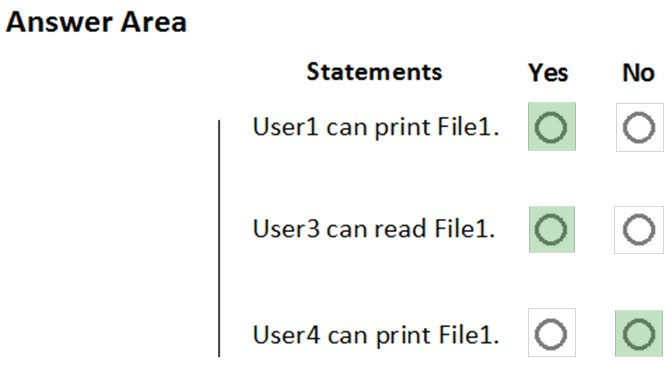 Answer Area
Statements Yes No
User1 can print File1.
User3 can read File1.
User4 can print File1.